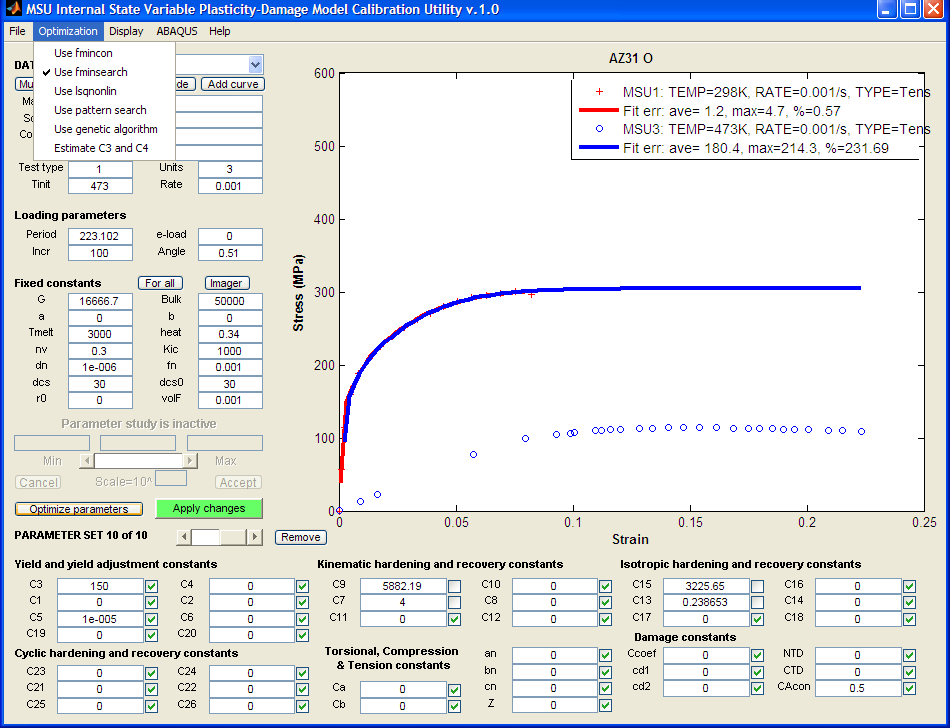 MSU Internal State Variable Plasticity-Damage Model Calibration Utility v.1.0
File Optimization Display ABAQUS Help
Use fmincon
Use fminsearch
Use lsqnonlin
Use pattern search
Use genetic algorithm
Estimate C3 and C4
DAT
Mu de Add curve
Ma
So
Co
Test type 1 Units 3
Tinit 473 Rate 0.001
Loading parameters
Period 223.102 e-load 0
Incr 100 Angle 0.51
Fixed constants For all Imager
G 16666.7 Bulk 50000
a 0 b 0
Tmelt 3000 heat 0.34
nv 0.3 Kic 1000
dn 1e-006 fn 0.001
dcs 30 dcs0 30
r0 0 volF 0.001
Parameter study is inactive
Min Max
Cancel Scale=10^ Accept
Optimize parameters Apply changes
PARAMETER SET 10 of 10 Remove
AZ31 O
MSU1: TEMP=298K, RATE=0.001/s, TYPE=Tens
Fit err: ave= 1.2, max=4.7, %=0.57
MSU3: TEMP=473K, RATE=0.001/s, TYPE=Tens
Fit err: ave= 180.4, max=214.3, %=231.69
600
500
400
300
200
100
0
Stress (MPa)
0 0.05 0.1 0.15 0.2 0.25
Strain
Yield and yield adjustment constants
C3 150 C4 0
C1 0 C2 0
C5 1e-005 C6 0
C19 0 C20 0
Kinematic hardening and recovery constants
C9 5882.19 C10 0
C7 4 C8 0
C11 0 C12 0
Isotropic hardening and recovery constants
C15 3225.65 C16 0
C13 0.238653 C14 0
C17 0 C18 0
Cyclic hardening and recovery constants
C23 0 C24 0
C21 0 C22 0
C25 0 C26 0
Torsional, Compression
& Tension constants
Ca 0
Cb 0
an 0
bn 0
cn 0
Z 0
Damage constants
Ccoef 0 NTD 0
cd1 0 CTD 0
cd2 0 CAcon 0.5